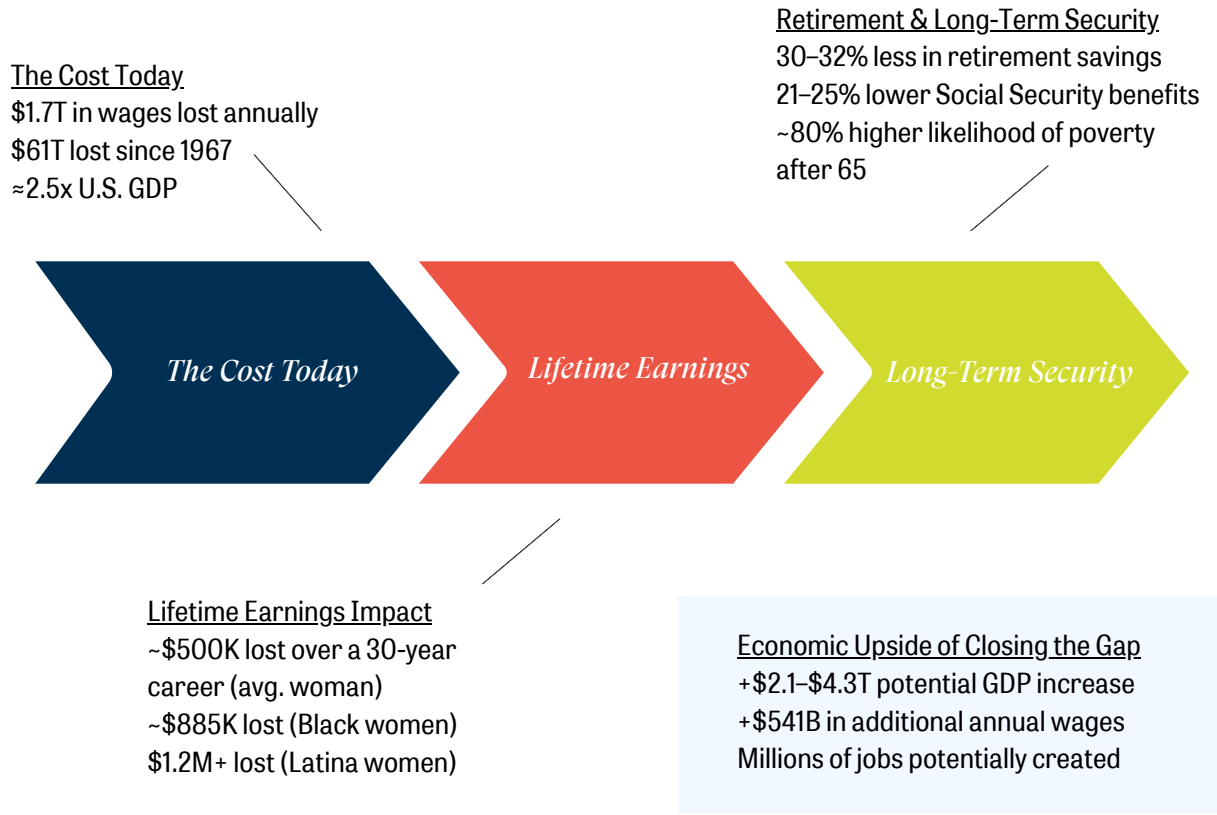 The Cost Today
$1.7T in wages lost annually
$61T lost since 1967
≈2.5x U.S. GDP
Retirement & Long-Term Security
30–32% less in retirement savings
21–25% lower Social Security benefits
~80% higher likelihood of poverty
after 65
The Cost Today
Lifetime Earnings
Long-Term Security
Lifetime Earnings Impact
~$500K lost over a 30-year
career (avg. woman)
~$885K lost (Black women)
$1.2M+ lost (Latina women)
Economic Upside of Closing the Gap
+$2.1–$4.3T potential GDP increase
+$541B in additional annual wages
Millions of jobs potentially created